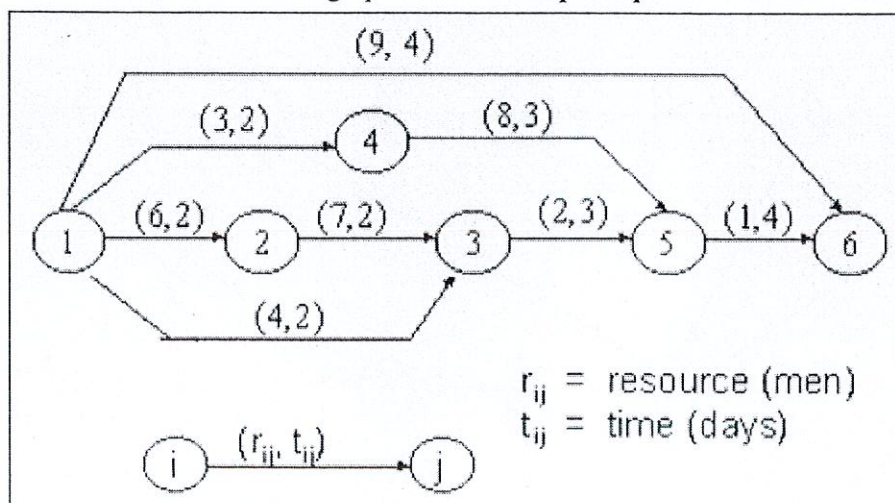 (9, 4)
(3,2)
(8,3)
4
(6,2)
(7,2)
(2,3)
(1,4)
1
2
3
5
6
(4,2)
r_ij = resource (men)
t_ij = time (days)
(r_ij, t_ij)
i
j